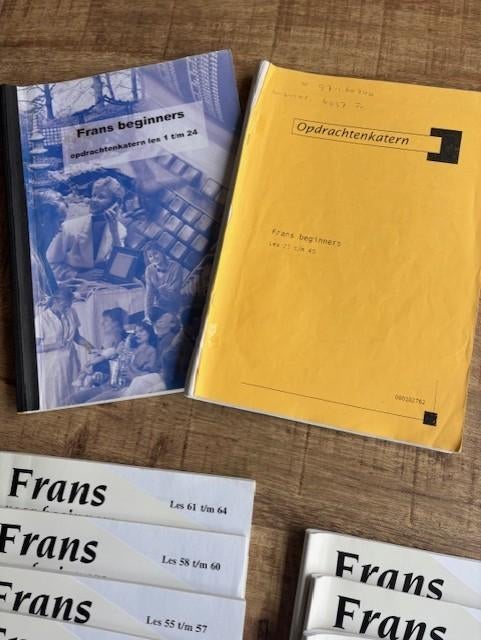 Frans beginners
opdrachtenkatern les 1 t/m 24
Opdrachtenkatern
Frans beginners
Les 25 t/m 45
000102762
Frans
Les 61 t/m 64
Frans
Les 58 t/m 60
Frans
Les 55 t/m 57
Frans
Frans